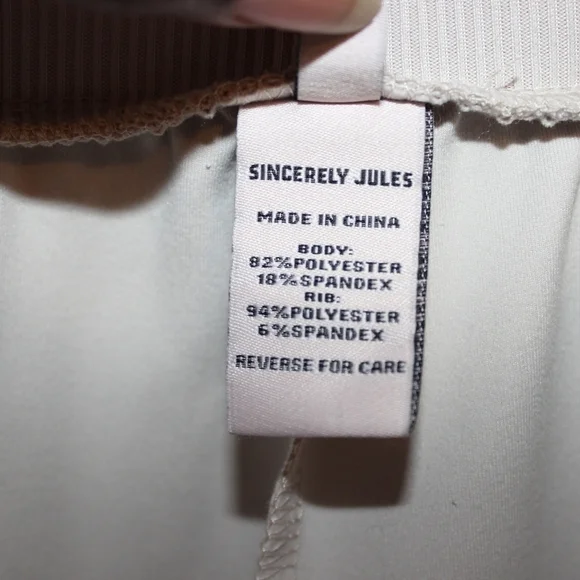 SINCERELY JULES
MADE IN CHINA
BODY:
82%POLYESTER
18%SPANDEX
RIB:
94%POLYESTER
6%SPANDEX
REVERSE FOR CARE